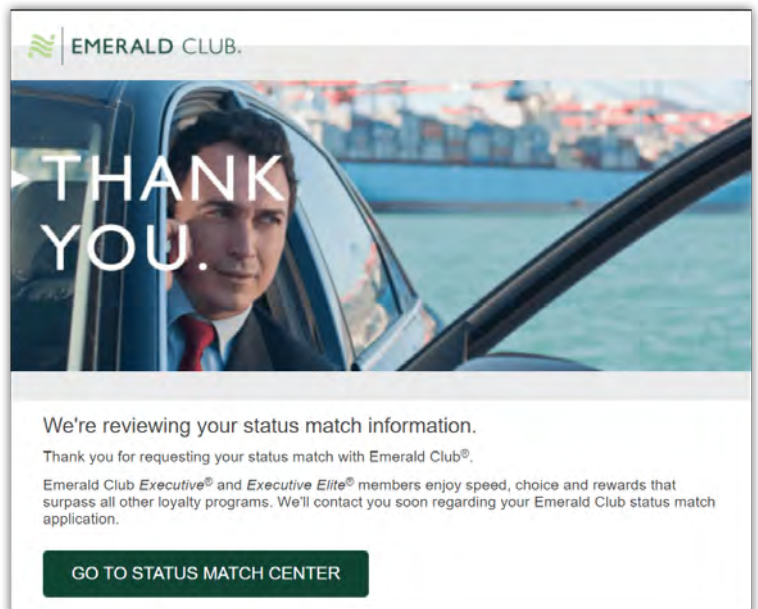 EMERALD CLUB®
THANK
YOU.
We're reviewing your status match information.
Thank you for requesting your status match with Emerald Club®.
Emerald Club Executive® and Executive Elite® members enjoy speed, choice and rewards that
surpass all other loyalty programs. We'll contact you soon regarding your Emerald Club status match
application.
GO TO STATUS MATCH CENTER